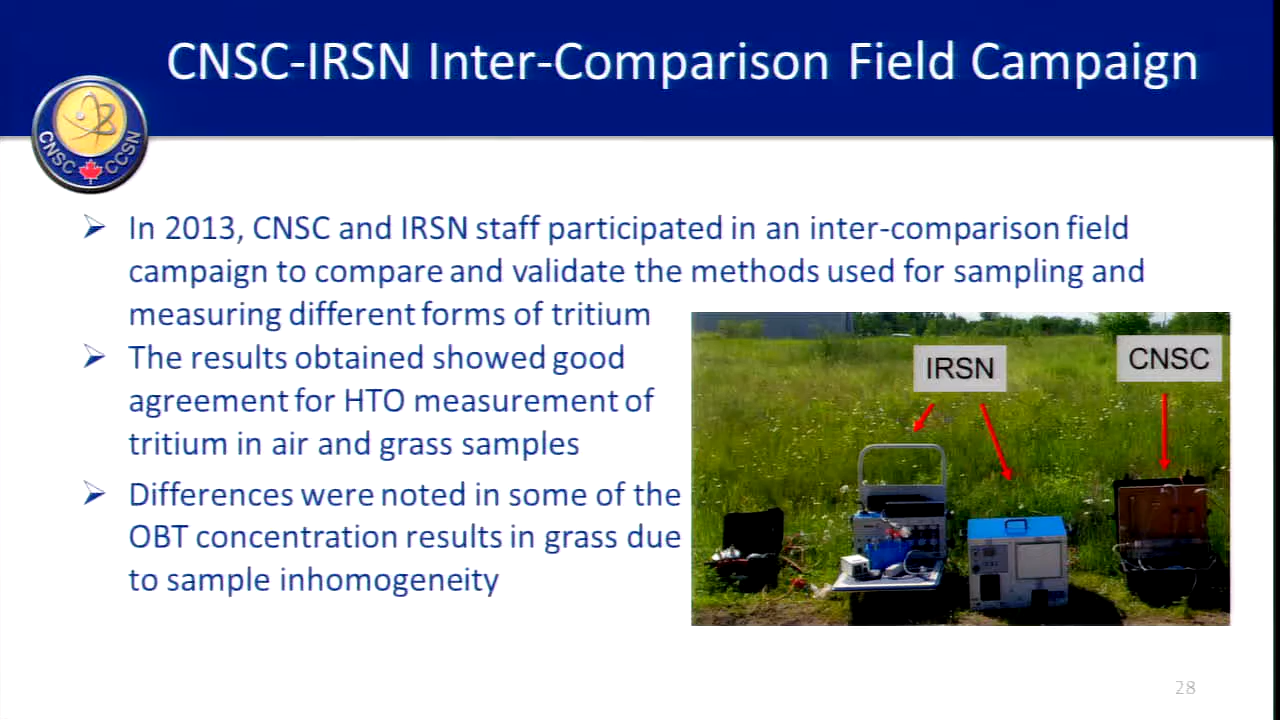 CNSC-IRSN Inter-Comparison Field Campaign
CNSC CCSN
In 2013, CNSC and IRSN staff participated in an inter-comparison field
campaign to compare and validate the methods used for sampling and
measuring different forms of tritium
The results obtained showed good
agreement for HTO measurement of
tritium in air and grass samples
Differences were noted in some of the
OBT concentration results in grass due
to sample inhomogeneity
IRSN
CNSC
28